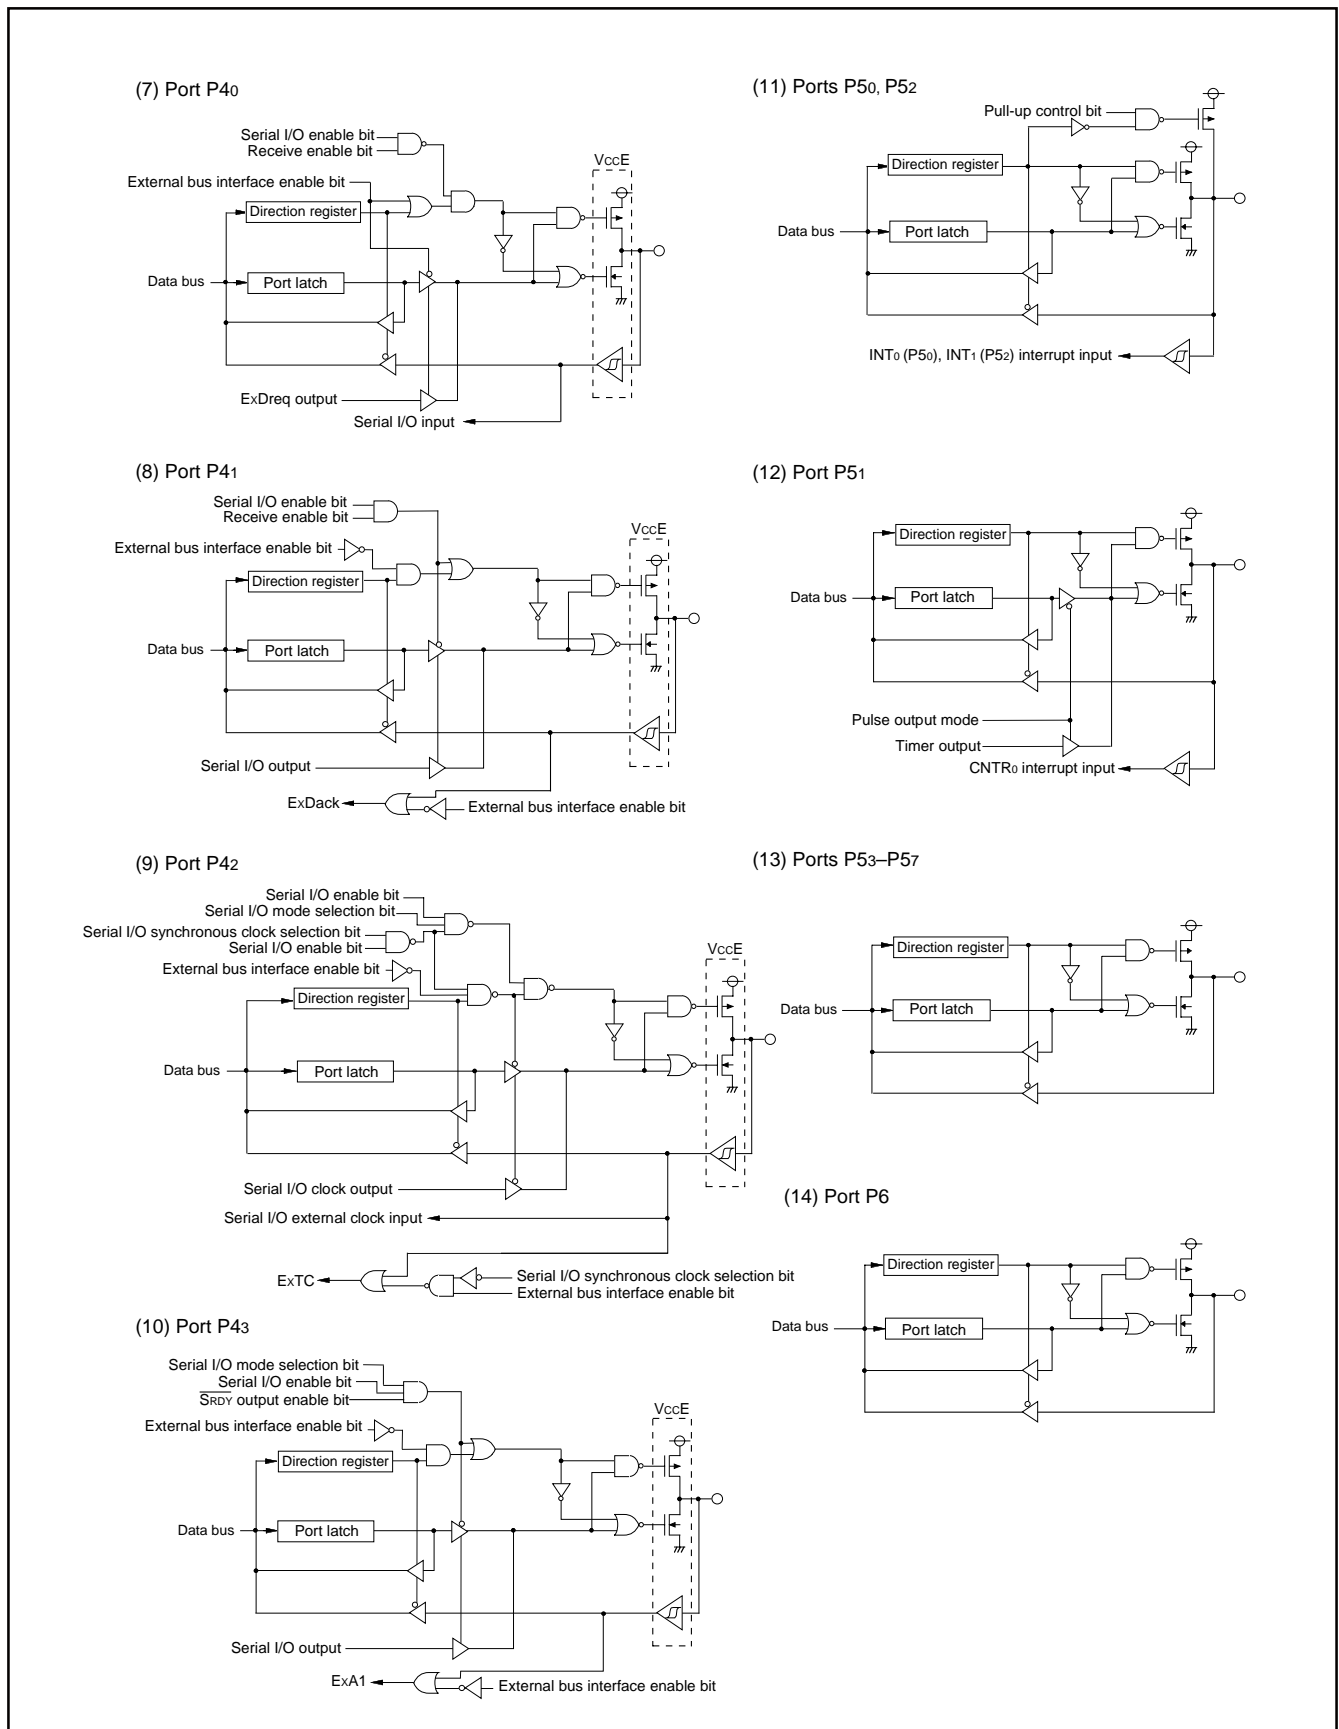 (7) Port P40
Serial I/O enable bit
Receive enable bit
VCCE
External bus interface enable bit
Direction register
Data bus
Port latch
ExDreq output
Serial I/O input
(8) Port P41
Serial I/O enable bit
Receive enable bit
VCCE
External bus interface enable bit
Direction register
Data bus
Port latch
Serial I/O output
ExDack
External bus interface enable bit
(9) Port P42
Serial I/O enable bit
Serial I/O mode selection bit
Serial I/O synchronous clock selection bit
Serial I/O enable bit
VCCE
External bus interface enable bit
Direction register
Data bus
Port latch
Serial I/O clock output
Serial I/O external clock input
ExTC
Serial I/O synchronous clock selection bit
External bus interface enable bit
(10) Port P43
Serial I/O mode selection bit
Serial I/O enable bit
SRDY output enable bit
VCCE
External bus interface enable bit
Direction register
Data bus
Port latch
Serial I/O output
ExA1
External bus interface enable bit
(11) Ports P50, P52
Pull-up control bit
Direction register
Data bus
Port latch
INT0 (P50), INT1 (P52) interrupt input
(12) Port P51
Direction register
Data bus
Port latch
Pulse output mode
Timer output
CNTR0 interrupt input
(13) Ports P53–P57
Direction register
Data bus
Port latch
(14) Port P6
Direction register
Data bus
Port latch